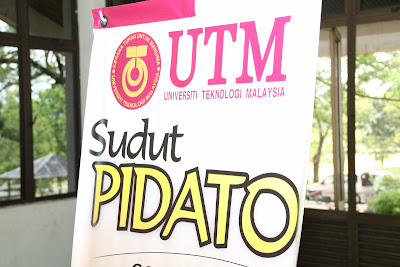 UTM
UNIVERSITI TEKNOLOGI MALAYSIA
Sudut
PIDATO